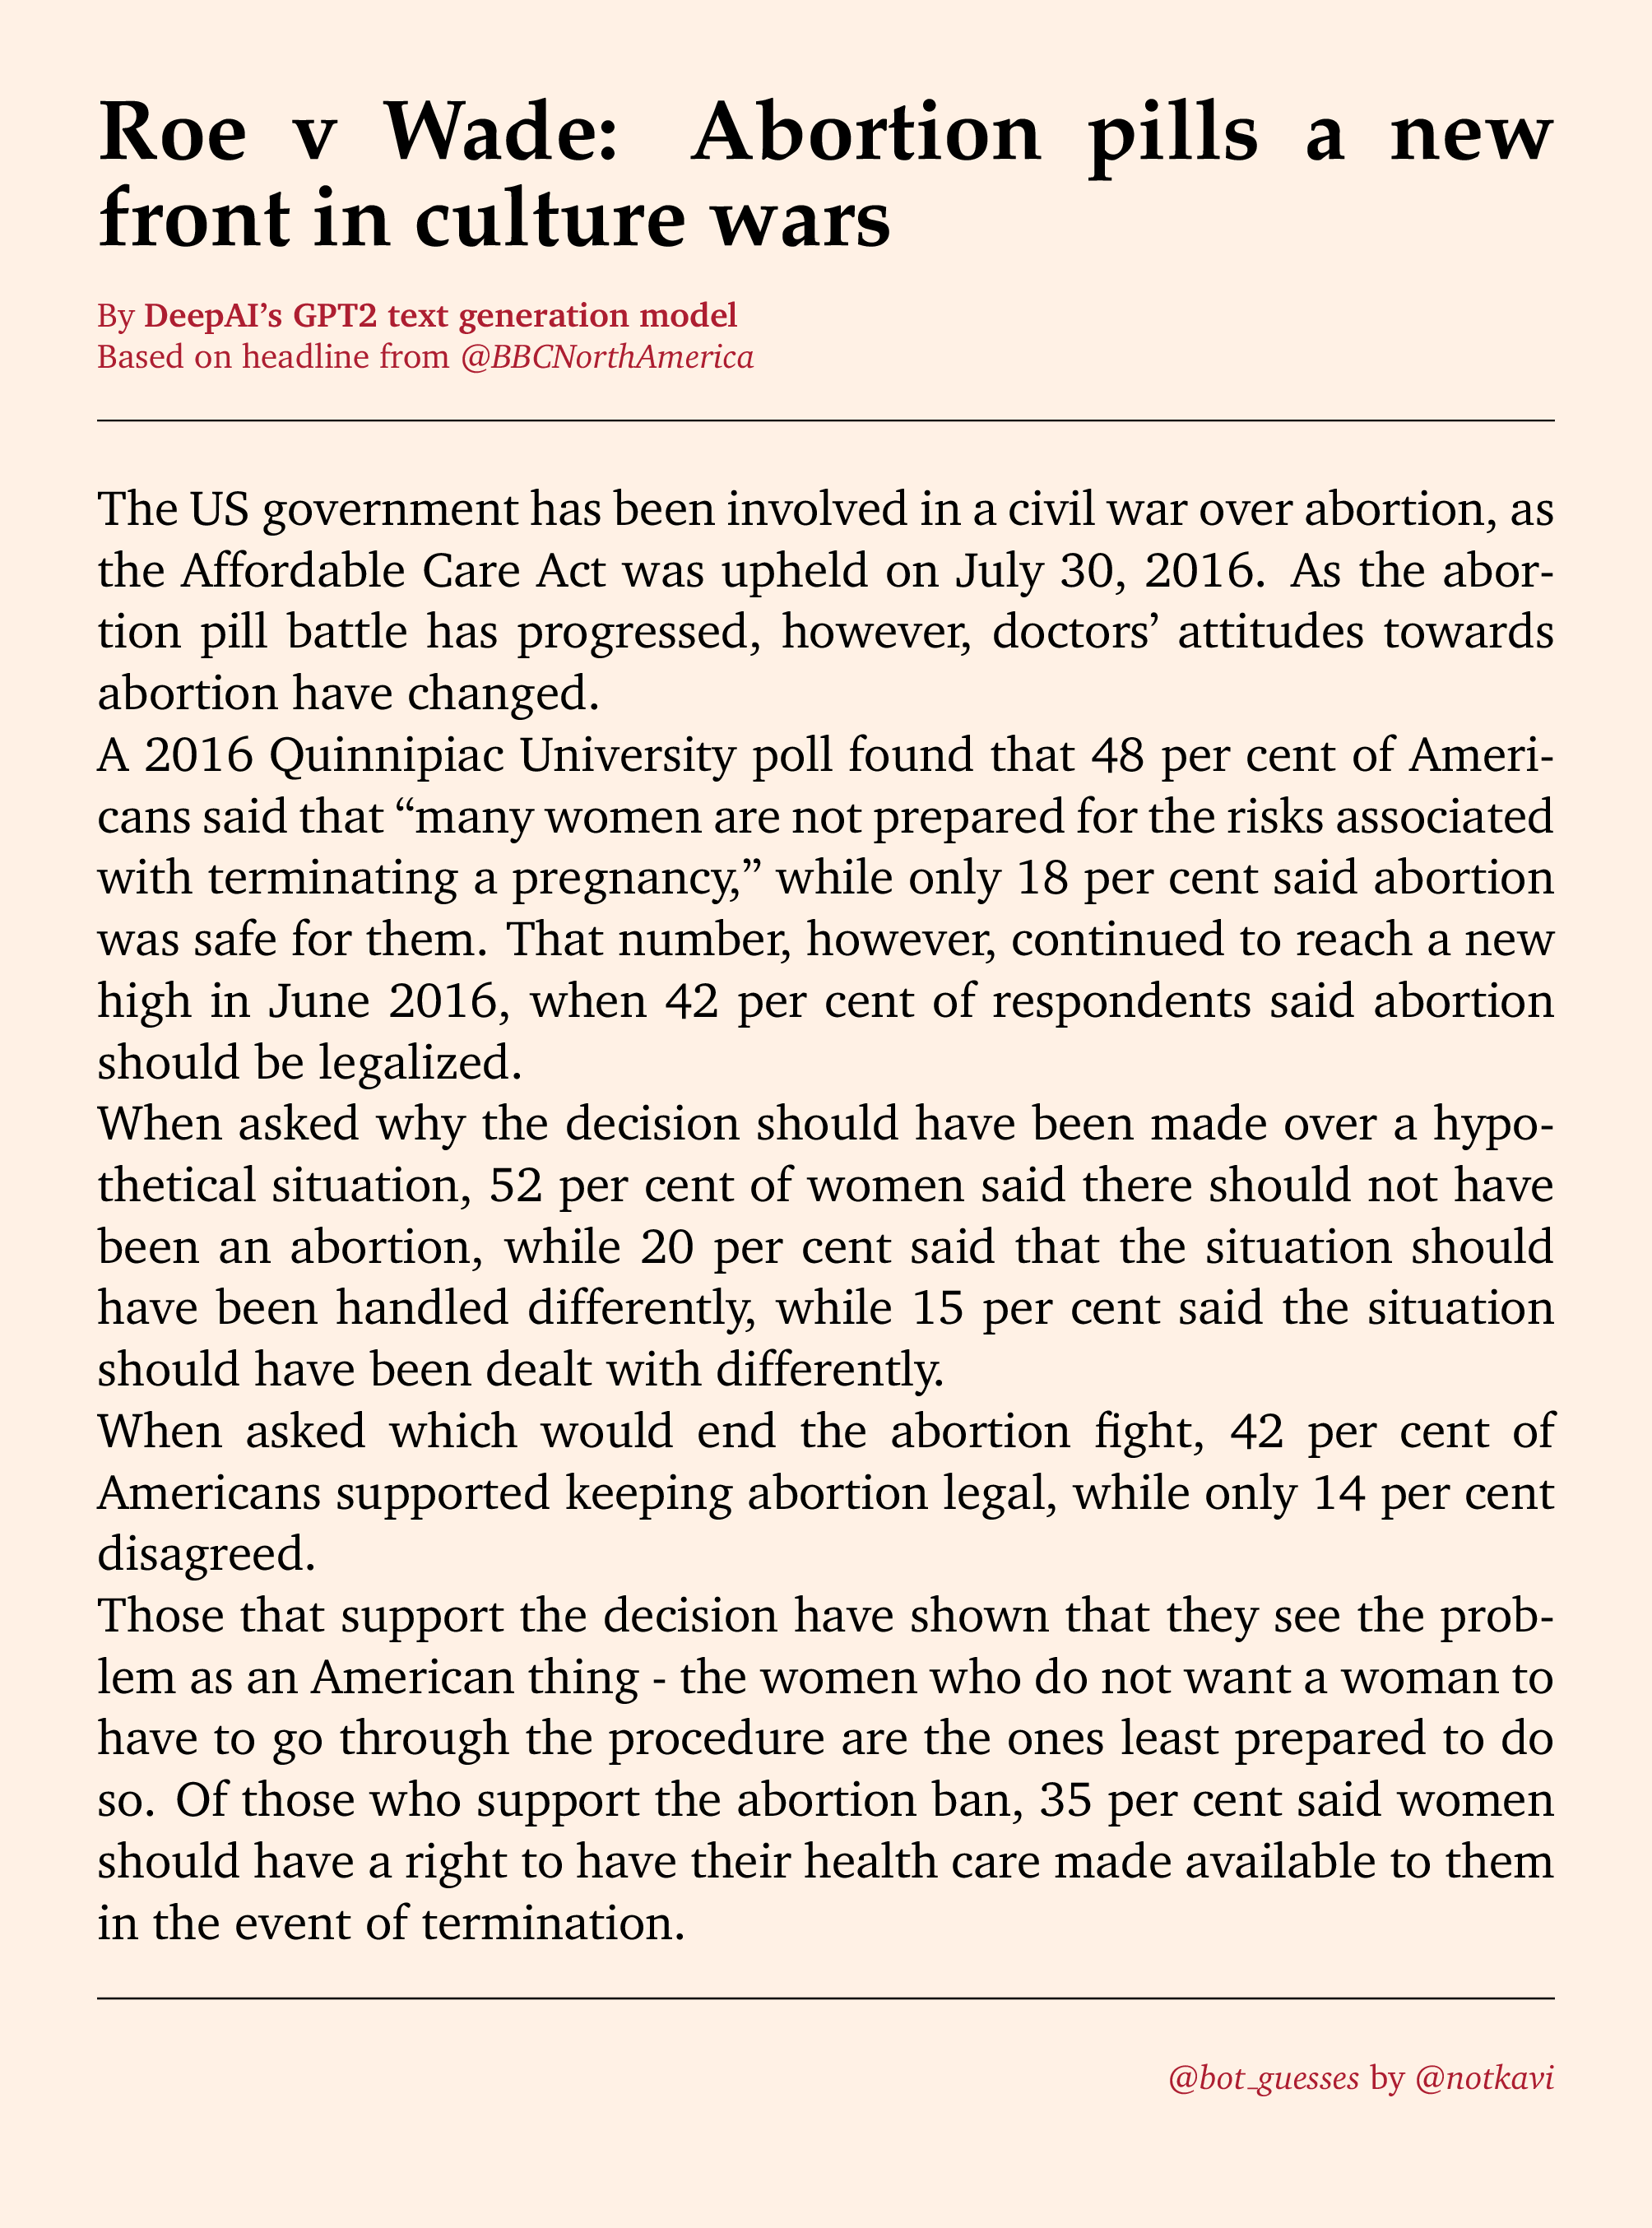 Roe v Wade: Abortion pills a new
front in culture wars
By DeepAI’s GPT2 text generation model
Based on headline from @BBCNorthAmerica
The US government has been involved in a civil war over abortion, as
the Affordable Care Act was upheld on July 30, 2016. As the abor-
tion pill battle has progressed, however, doctors’ attitudes towards
abortion have changed.
A 2016 Quinnipiac University poll found that 48 per cent of Ameri-
cans said that “many women are not prepared for the risks associated
with terminating a pregnancy,” while only 18 per cent said abortion
was safe for them. That number, however, continued to reach a new
high in June 2016, when 42 per cent of respondents said abortion
should be legalized.
When asked why the decision should have been made over a hypo-
thetical situation, 52 per cent of women said there should not have
been an abortion, while 20 per cent said that the situation should
have been handled differently, while 15 per cent said the situation
should have been dealt with differently.
When asked which would end the abortion fight, 42 per cent of
Americans supported keeping abortion legal, while only 14 per cent
disagreed.
Those that support the decision have shown that they see the prob-
lem as an American thing - the women who do not want a woman to
have to go through the procedure are the ones least prepared to do
so. Of those who support the abortion ban, 35 per cent said women
should have a right to have their health care made available to them
in the event of termination.
@bot_guesses by @notkavi